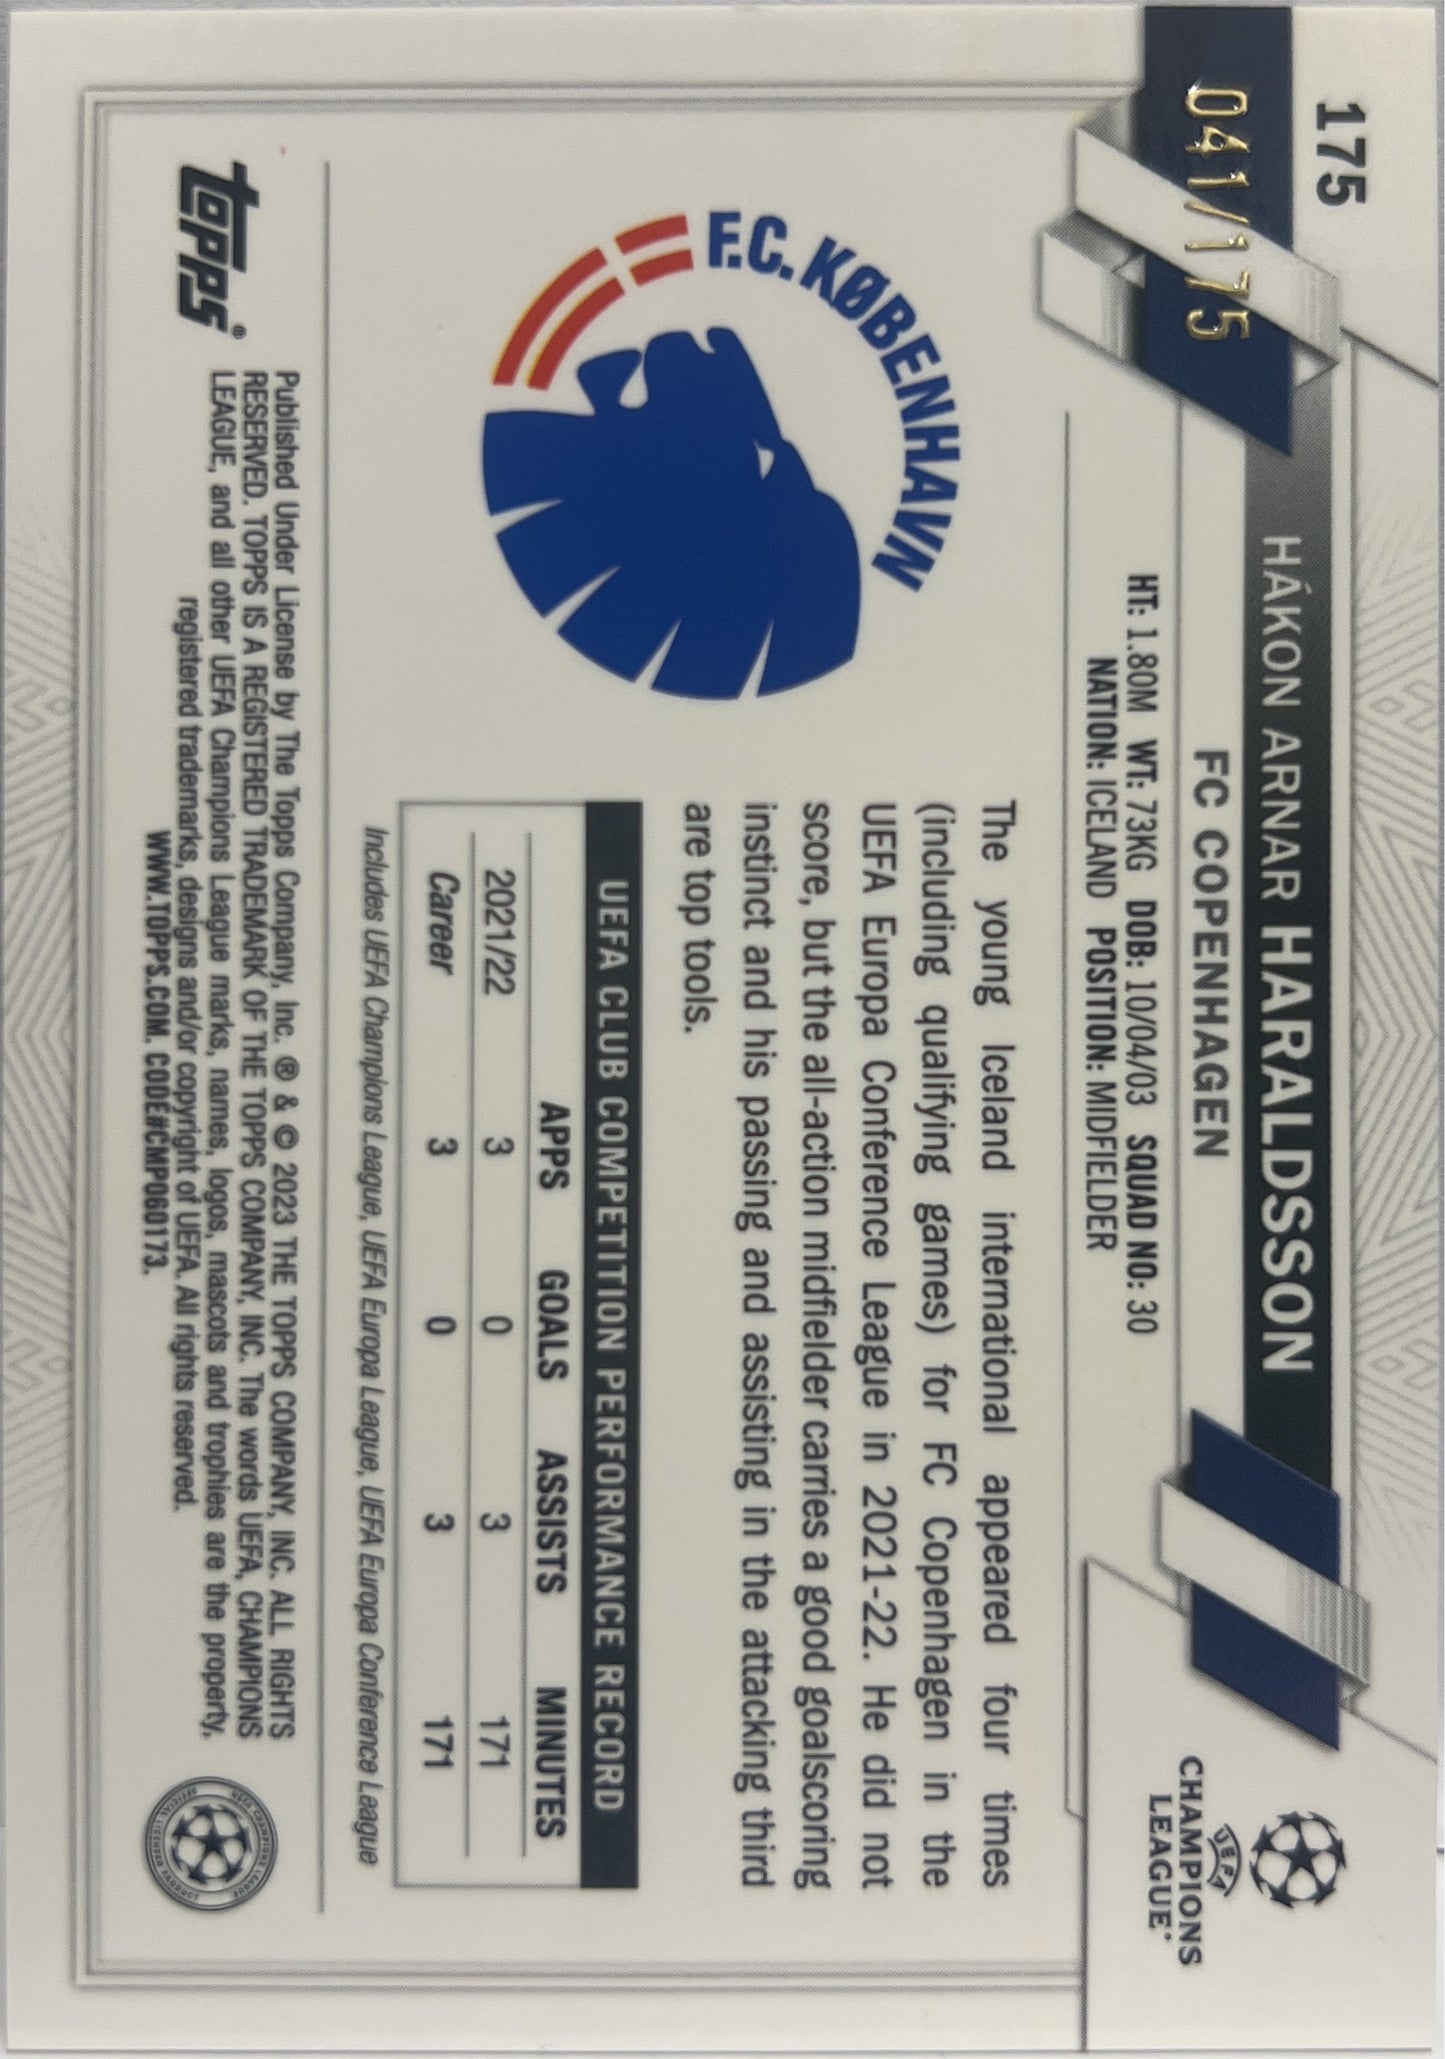 175
041/175
HÁKON ARNAR HARALDSSON
FC COPENHAGEN
HT: 1.80M WT: 73KG DOB: 10/04/03 SQUAD NO: 30
NATION: ICELAND POSITION: MIDFIELDER
UEFA
CHAMPIONS
LEAGUE
F.C. KØBENHAVN
The young Iceland international appeared four times
(including qualifying games) for FC Copenhagen in the
UEFA Europa Conference League in 2021-22. He did not
score, but the all-action midfielder carries a good goalscoring
instinct and his passing and assisting in the attacking third
are top tools.
UEFA CLUB COMPETITION PERFORMANCE RECORD
APPS GOALS ASSISTS MINUTES
2021/22 3 0 3 171
Career 3 0 3 171
Includes UEFA Champions League, UEFA Europa League, UEFA Europa Conference League
topps®
Published Under License by The Topps Company, Inc. ® & © 2023 THE TOPPS COMPANY, INC. ALL RIGHTS
RESERVED. TOPPS IS A REGISTERED TRADEMARK OF THE TOPPS COMPANY, INC. The words UEFA, CHAMPIONS
LEAGUE, and all other UEFA Champions League marks, names, logos, mascots and trophies are the property,
registered trademarks, designs and/or copyright of UEFA. All rights reserved.
WWW.TOPPS.COM. CODE#CMP060173.
UEFA CHAMPIONS LEAGUE
OFFICIAL LICENSED PRODUCT